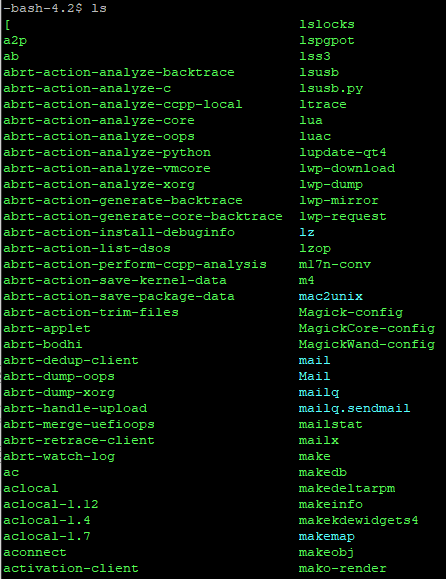 -bash-4.2$ ls
[ lslocks
a2p lspgpot
ab lss3
abrt-action-analyze-backtrace lsusb
abrt-action-analyze-c lsusb.py
abrt-action-analyze-ccpp-local ltrace
abrt-action-analyze-core lua
abrt-action-analyze-oops luac
abrt-action-analyze-python lupdate-qt4
abrt-action-analyze-vmcore lwp-download
abrt-action-analyze-xorg lwp-dump
abrt-action-generate-backtrace lwp-mirror
abrt-action-generate-core-backtrace lwp-request
abrt-action-install-debuginfo lz
abrt-action-list-dsos lzop
abrt-action-perform-ccpp-analysis m17n-conv
abrt-action-save-kernel-data m4
abrt-action-save-package-data mac2unix
abrt-action-trim-files Magick-config
abrt-applet MagickCore-config
abrt-bodhi MagickWand-config
abrt-dedup-client mail
abrt-dump-oops Mail
abrt-dump-xorg mailq
abrt-handle-upload mailq.sendmail
abrt-merge-uefioops mailstat
abrt-retrace-client mailx
abrt-watch-log make
ac makedb
aclocal makedeltarpm
aclocal-1.12 makeinfo
aclocal-1.4 makekdewidgets4
aclocal-1.7 makemap
aconnect makeobj
activation-client mako-render